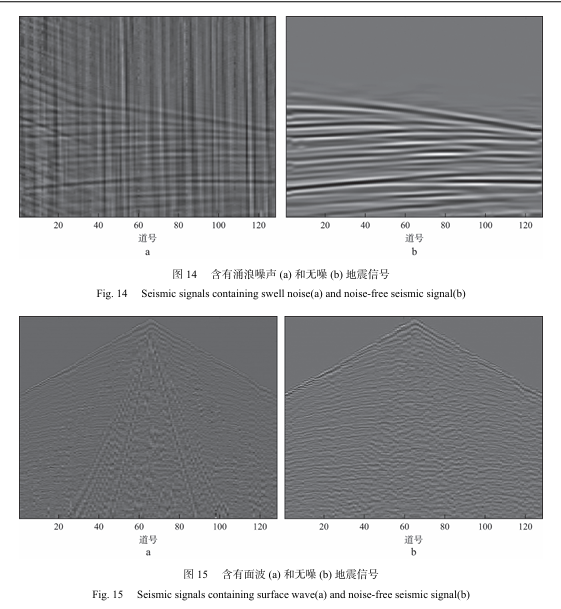 20 40 60 80 100 120 20 40 60 80 100 120
道号 道号
a b
图 14 含有涌浪噪声 (a) 和无噪 (b) 地震信号
Fig. 14 Seismic signals containing swell noise(a) and noise-free seismic signal(b)
20 40 60 80 100 120 20 40 60 80 100 120
道号 道号
a b
图 15 含有面波 (a) 和无噪 (b) 地震信号
Fig. 15 Seismic signals containing surface wave(a) and noise-free seismic signal(b)